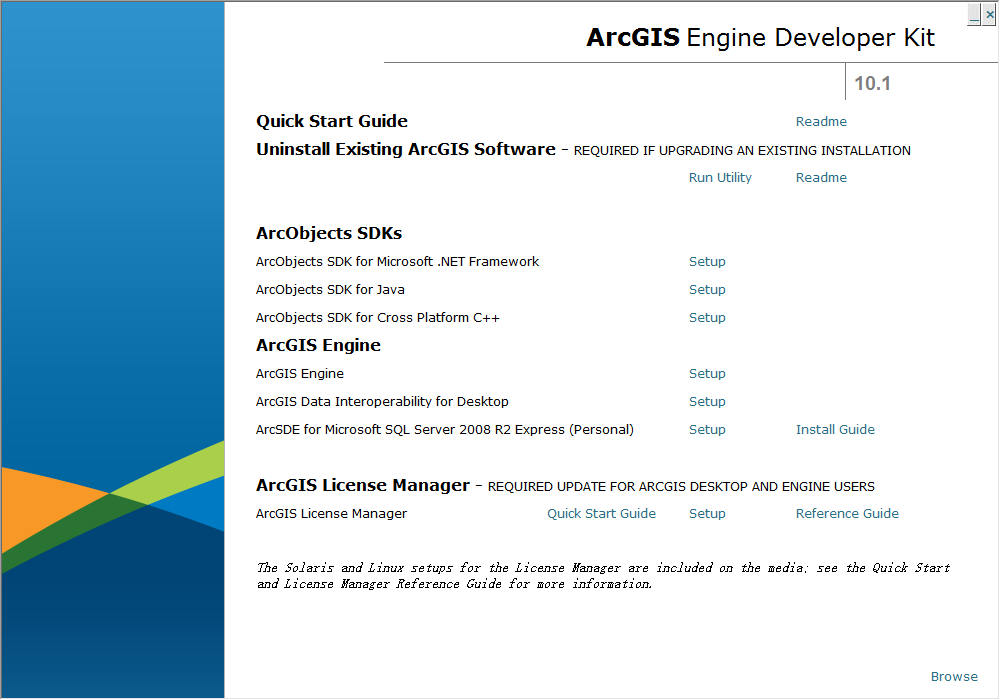 ArcGIS Engine Developer Kit
10.1
Quick Start Guide Readme
Uninstall Existing ArcGIS Software - REQUIRED IF UPGRADING AN EXISTING INSTALLATION
Run Utility Readme
ArcObjects SDKs
ArcObjects SDK for Microsoft .NET Framework Setup
ArcObjects SDK for Java Setup
ArcObjects SDK for Cross Platform C++ Setup
ArcGIS Engine
ArcGIS Engine Setup
ArcGIS Data Interoperability for Desktop Setup
ArcSDE for Microsoft SQL Server 2008 R2 Express (Personal) Setup Install Guide
ArcGIS License Manager - REQUIRED UPDATE FOR ARCGIS DESKTOP AND ENGINE USERS
ArcGIS License Manager Quick Start Guide Setup Reference Guide
The Solaris and Linux setups for the License Manager are included on the media; see the Quick Start
and License Manager Reference Guide for more information.
Browse